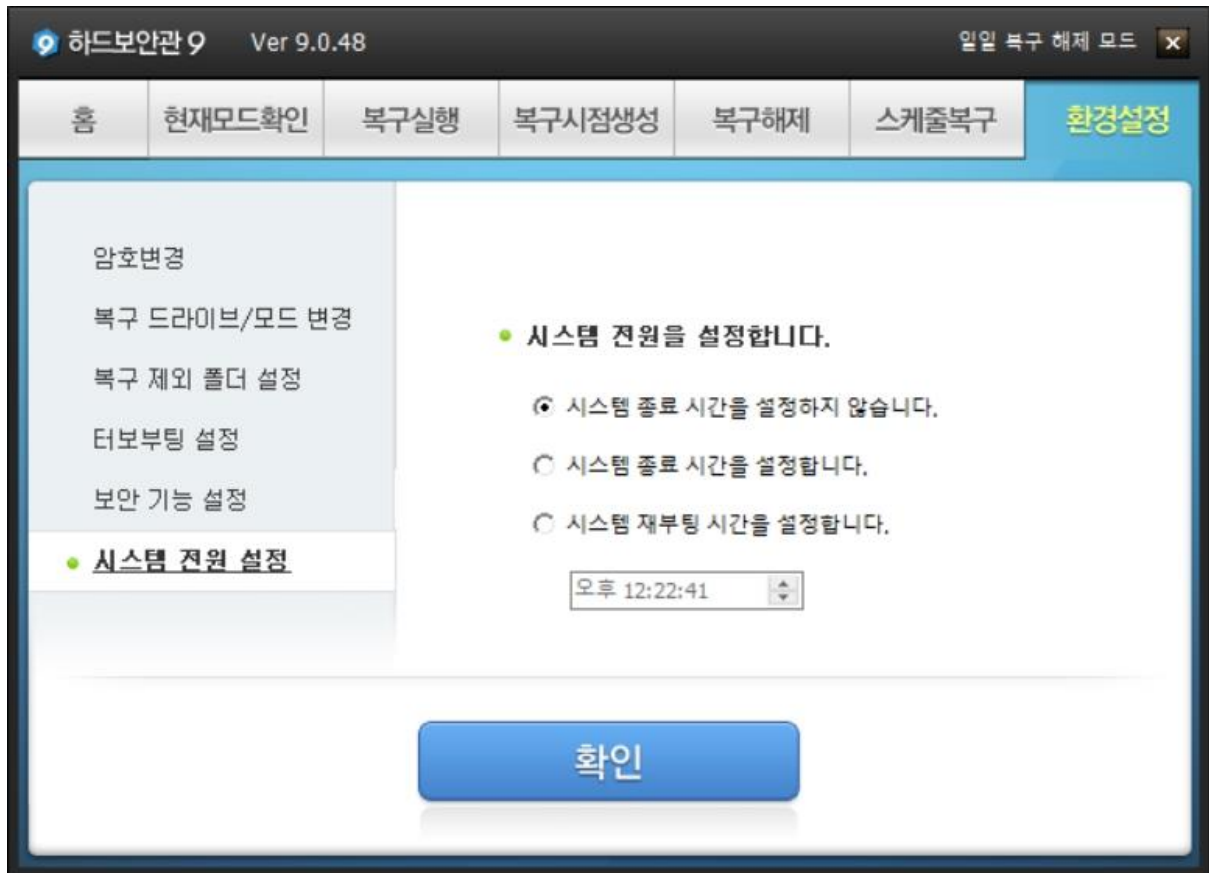 9 하드보안관 9 Ver 9.0.48 일일 복구 해제 모드 ×
홈 현재모드확인 복구실행 복구시점생성 복구해제 스케줄복구 환경설정
암호변경
복구 드라이브/모드 변경
복구 제외 폴더 설정
터보부팅 설정
보안 기능 설정
시스템 전원 설정
시스템 전원을 설정합니다.
시스템 종료 시간을 설정하지 않습니다.
시스템 종료 시간을 설정합니다.
시스템 재부팅 시간을 설정합니다.
오후 12:22:41
확인